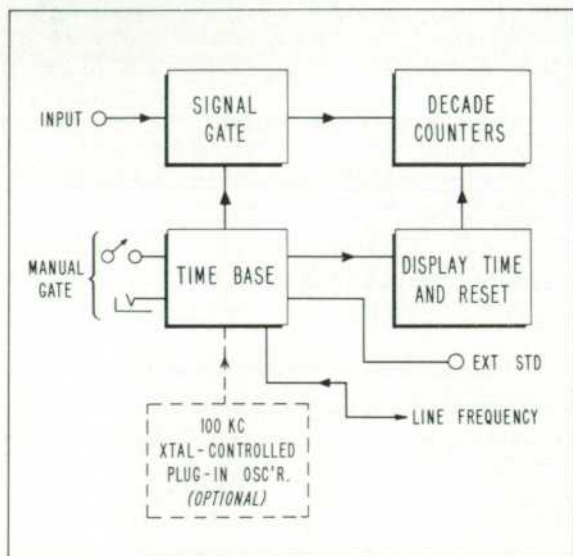 INPUT
SIGNAL
GATE
DECADE
COUNTERS
MANUAL
GATE
TIME BASE
DISPLAY TIME
AND RESET
EXT STD
LINE FREQUENCY
100 KC
XTAL-CONTROLLED
PLUG-IN OSC'R.
(OPTIONAL)